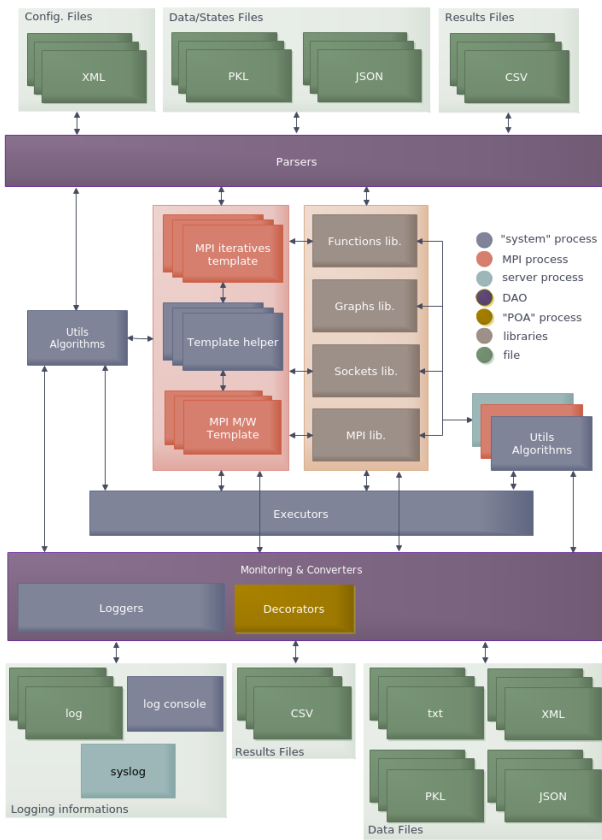 Config. Files
Data/States Files
Results Files
XML
PKL
JSON
CSV
Parsers
MPI iteratives
template
Functions lib.
"system" process
MPI process
server process
DAO
"POA" process
libraries
file
Graphs lib.
Utils
Algorithms
Template helper
Sockets lib.
MPI M/W
Template
MPI lib.
Utils
Algorithms
Executors
Monitoring & Converters
Loggers
Decorators
log
log console
syslog
Logging informations
CSV
Results Files
txt
XML
PKL
JSON
Data Files